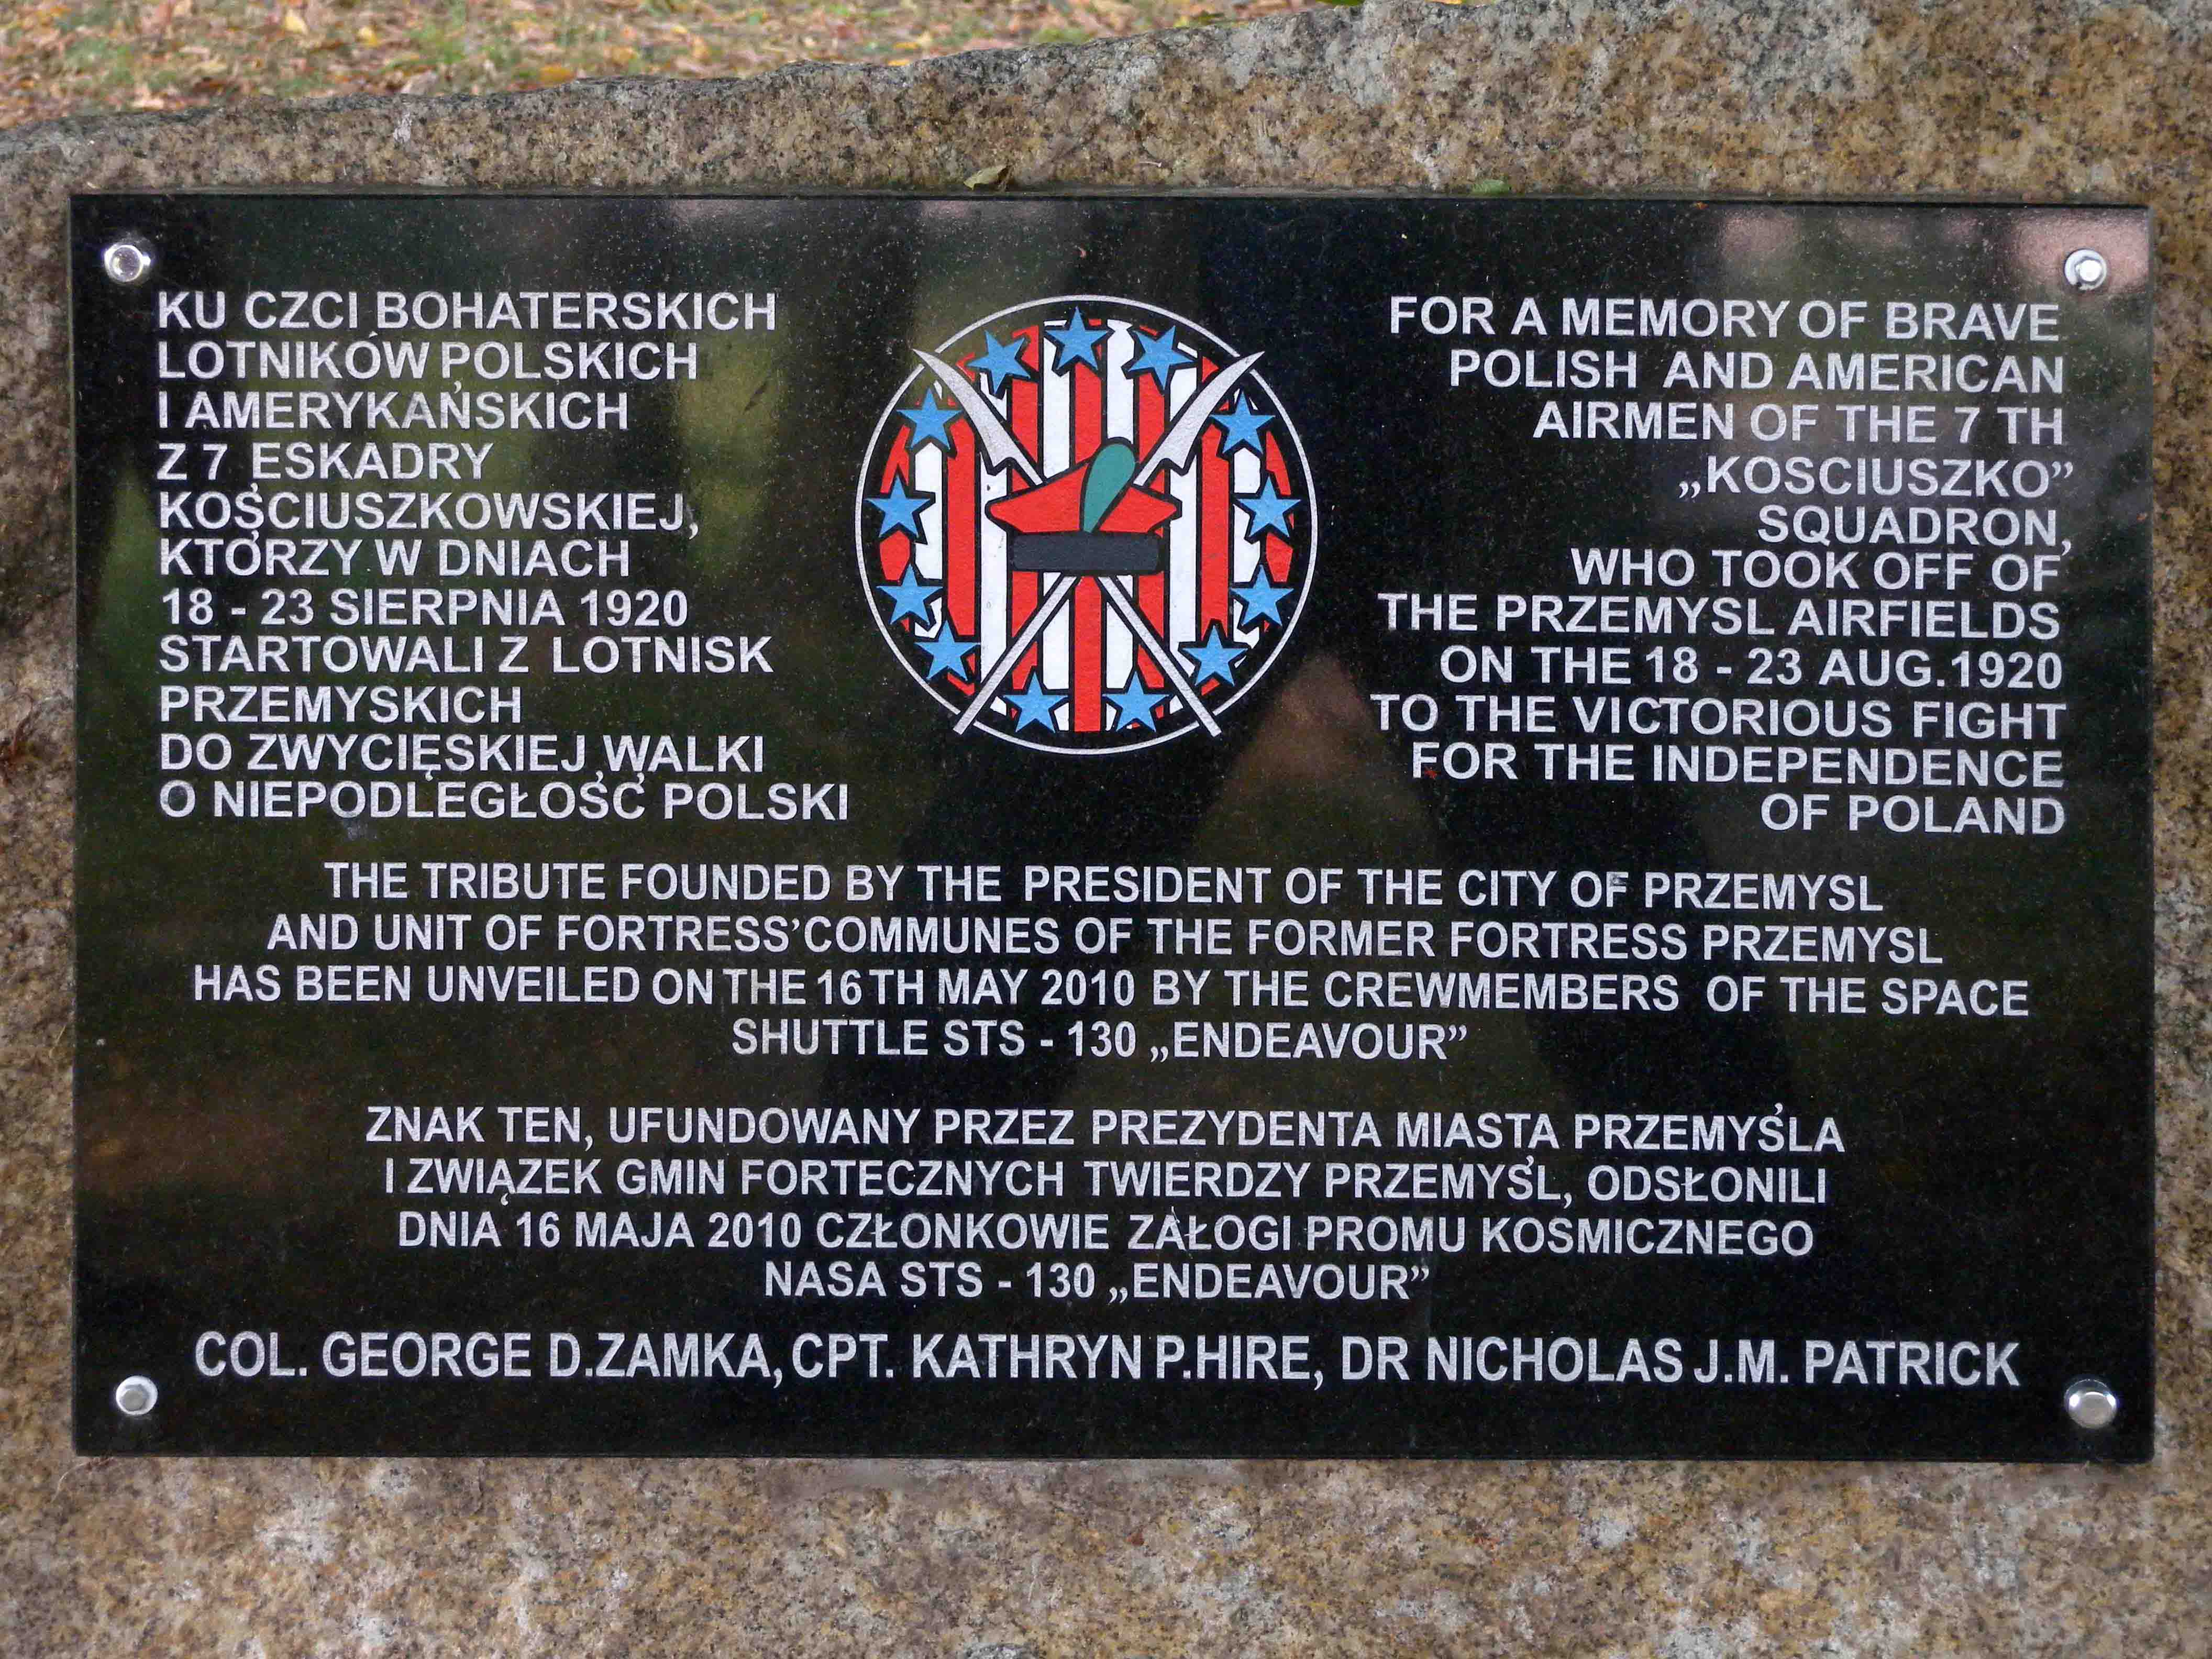 KU CZCI BOHATERSKICH
LOTNIKÓW POLSKICH
I AMERYKAŃSKICH
Z 7 ESKADRY
KOŚCIUSZKOWSKIEJ,
KTÓRZY W DNIACH
18 - 23 SIERPNIA 1920
STARTOWALI Z LOTNISK
PRZEMYSKICH
DO ZWYCIĘSKIEJ WALKI
O NIEPODLEGŁOŚĆ POLSKI
FOR A MEMORY OF BRAVE
POLISH AND AMERICAN
AIRMEN OF THE 7 TH
„KOSCIUSZKO”
SQUADRON,
WHO TOOK OFF OF
THE PRZEMYSL AIRFIELDS
ON THE 18 - 23 AUG.1920
TO THE VICTORIOUS FIGHT
FOR THE INDEPENDENCE
OF POLAND
THE TRIBUTE FOUNDED BY THE PRESIDENT OF THE CITY OF PRZEMYSL
AND UNIT OF FORTRESS'COMMUNES OF THE FORMER FORTRESS PRZEMYSL
HAS BEEN UNVEILED ON THE 16 TH MAY 2010 BY THE CREWMEMBERS OF THE SPACE
SHUTTLE STS - 130 „ENDEAVOUR”
ZNAK TEN, UFUNDOWANY PRZEZ PREZYDENTA MIASTA PRZEMYŚLA
I ZWIĄZEK GMIN FORTECZNYCH TWIERDZY PRZEMYŚL, ODSŁONILI
DNIA 16 MAJA 2010 CZŁONKOWIE ZAŁOGI PROMU KOSMICZNEGO
NASA STS - 130 „ENDEAVOUR”
COL. GEORGE D.ZAMKA, CPT. KATHRYN P.HIRE, DR NICHOLAS J.M. PATRICK